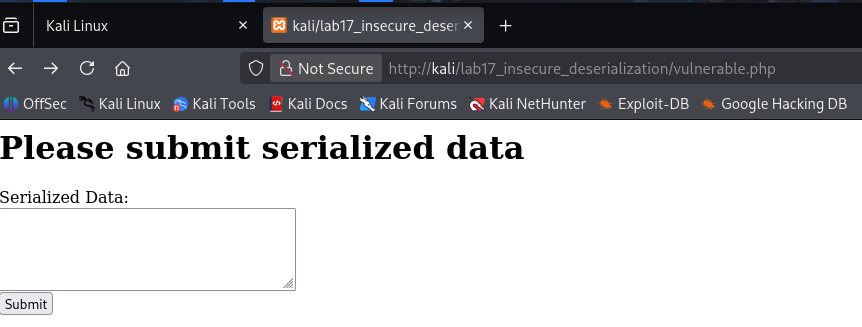 Kali Linux
kali/lab17_insecure_deser
Not Secure http://kali/lab17_insecure_deserialization/vulnerable.php
OffSec Kali Linux Kali Tools Kali Docs Kali Forums Kali NetHunter Exploit-DB Google Hacking DB
Please submit serialized data
Serialized Data:
Submit